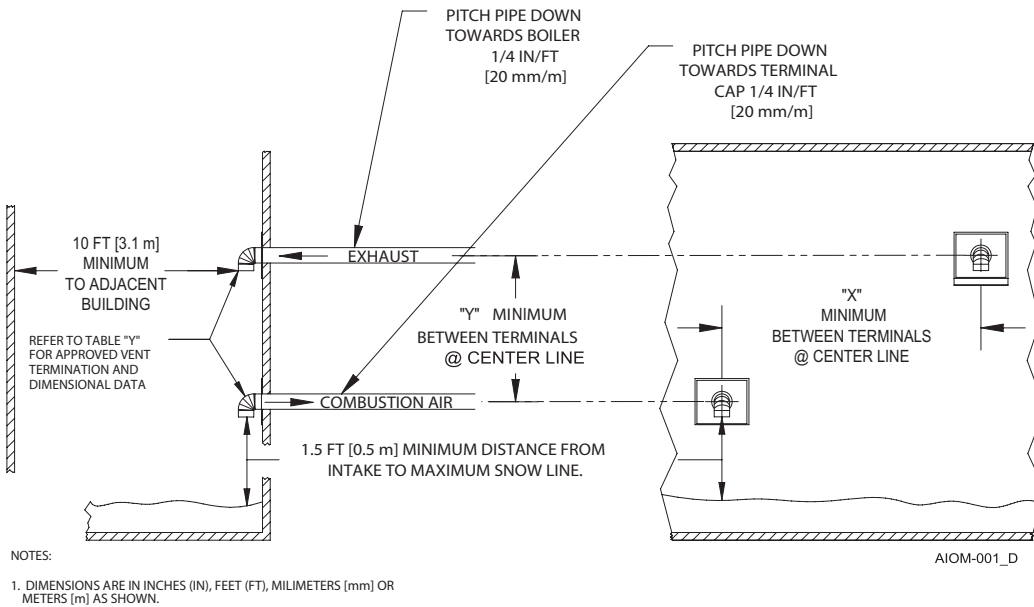 PITCH PIPE DOWN
TOWARDS BOILER
1/4 IN/FT
[20 mm/m]
PITCH PIPE DOWN
TOWARDS TERMINAL
CAP 1/4 IN/FT
[20 mm/m]
10 FT [3.1 m]
MINIMUM
TO ADJACENT
BUILDING
EXHAUST
"Y" MINIMUM
BETWEEN TERMINALS
@ CENTER LINE
"X"
MINIMUM
BETWEEN TERMINALS
@ CENTER LINE
REFER TO TABLE "Y"
FOR APPROVED VENT
TERMINATION AND
DIMENSIONAL DATA
COMBUSTION AIR
1.5 FT [0.5 m] MINIMUM DISTANCE FROM
INTAKE TO MAXIMUM SNOW LINE.
NOTES:
AIOM-001_D
1. DIMENSIONS ARE IN INCHES (IN), FEET (FT), MILIMETERS [mm] OR
METERS [m] AS SHOWN.